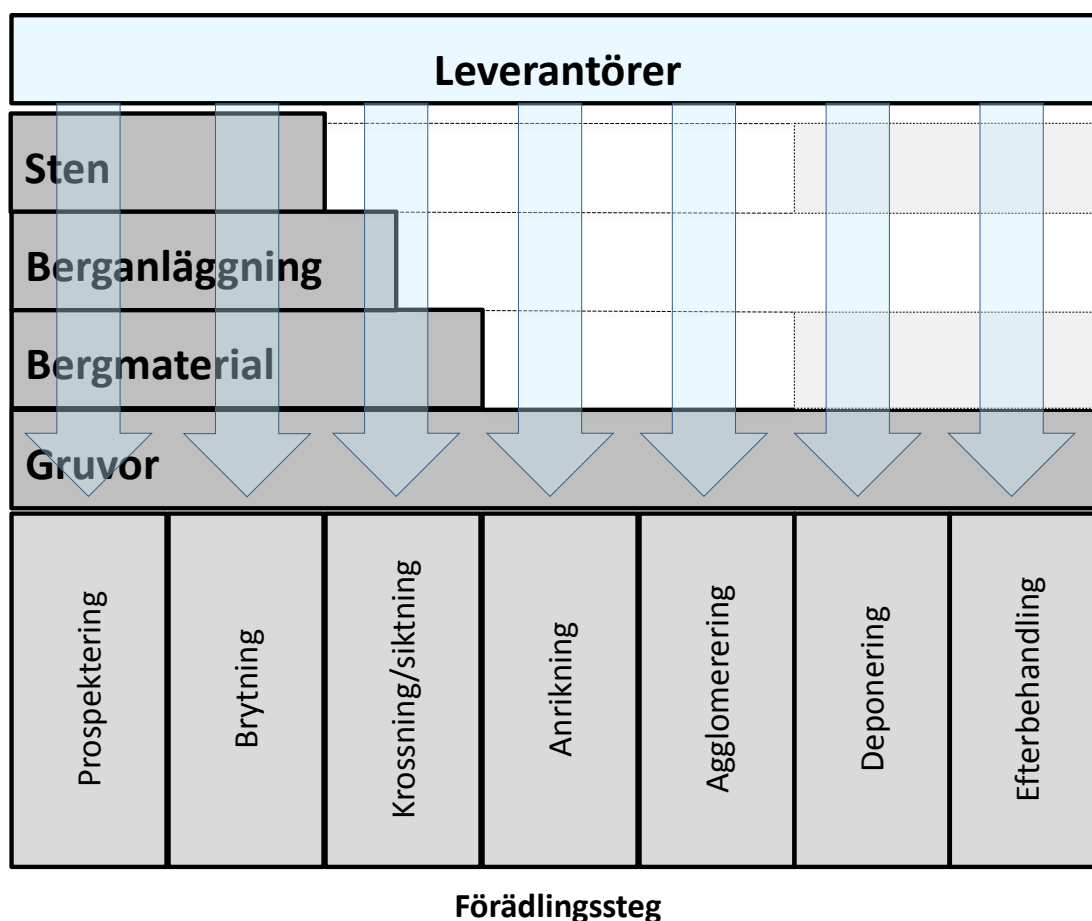 Leverantörer
Sten
Berganläggning
Bergmaterial
Gruvor
Prospektering
Brytning
Krossning/siktning
Anrikning
Agglomerering
Deponering
Efterbehandling
Förädlingssteg